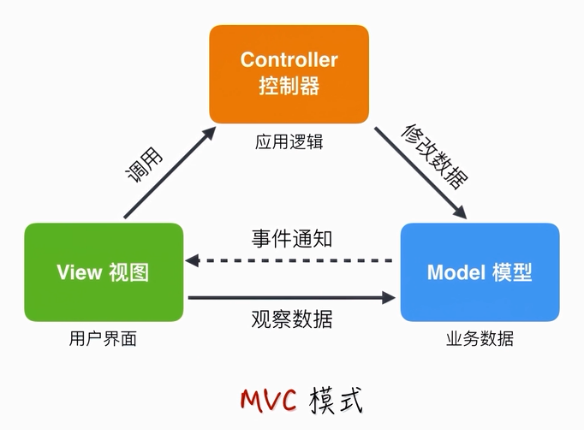 Controller
控制器
应用逻辑
调用
修改数据
事件通知
View 视图
Model 模型
观察数据
用户界面
业务数据
MVC 模式